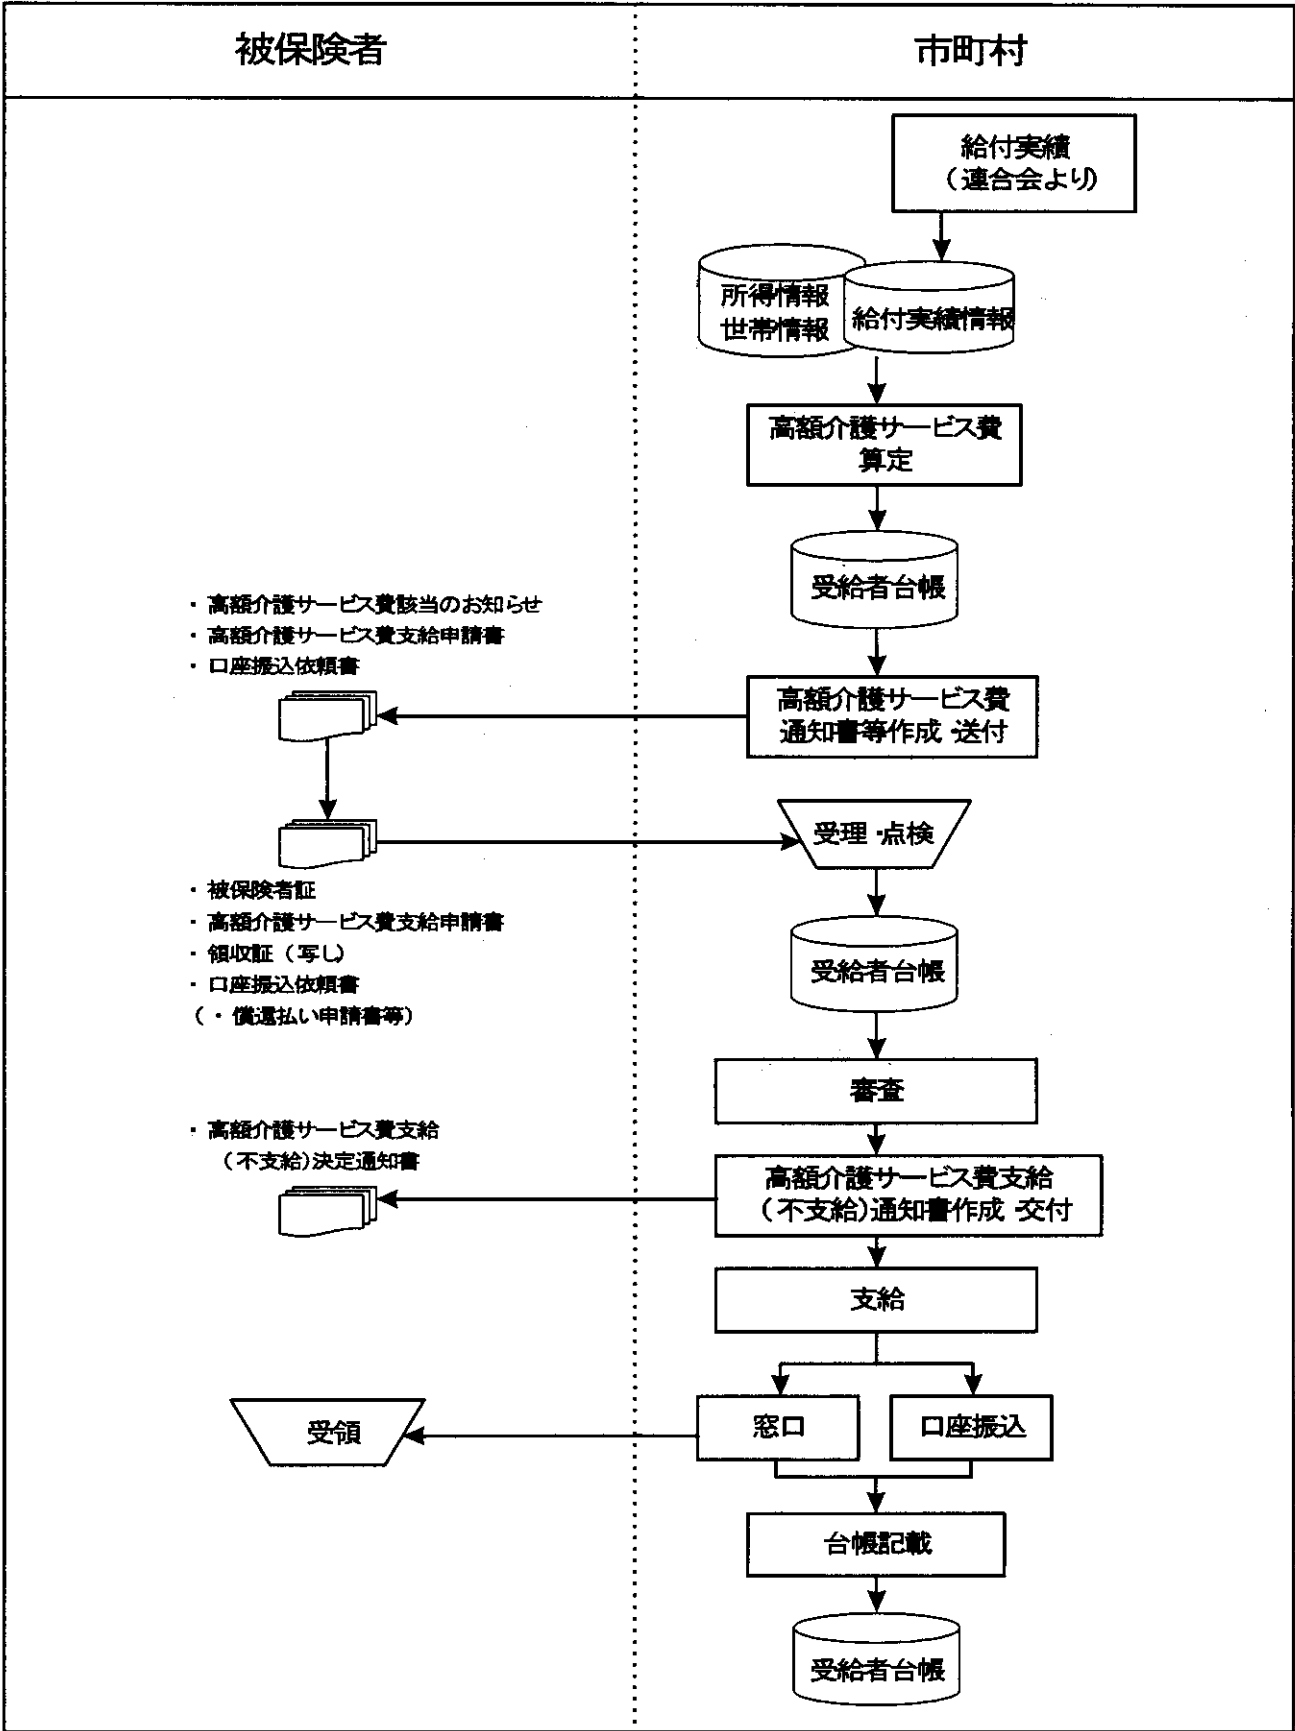 被保険者
市町村
給付実績
(連合会より)
所得情報
世帯情報
給付実績情報
高額介護サービス費
算定
受給者台帳
・高額介護サービス費該当のお知らせ
・高額介護サービス費支給申請書
・口座振込依頼書
高額介護サービス費
通知書等作成・送付
受理・点検
・被保険者証
・高額介護サービス費支給申請書
・領収証(写し)
・口座振込依頼書
(・償還払い申請書等)
受給者台帳
審査
・高額介護サービス費支給
(不支給)決定通知書
高額介護サービス費支給
(不支給)通知書作成・交付
支給
窓口
口座振込
受領
台帳記載
受給者台帳